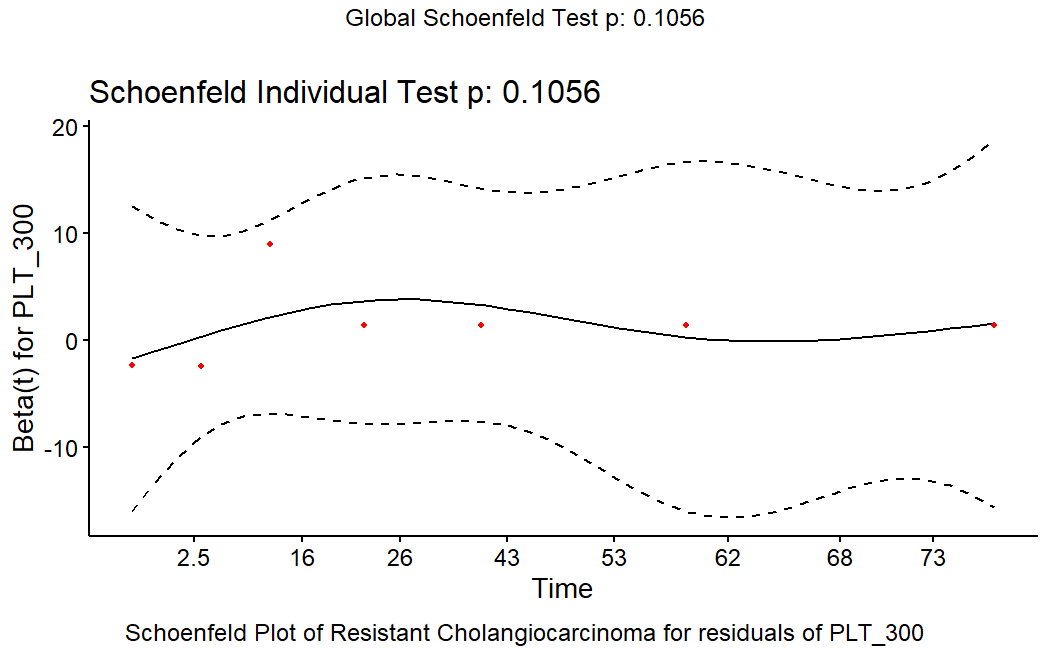 Global Schoenfeld Test p: 0.1056
Schoenfeld Individual Test p: 0.1056
Beta(t) for PLT_300
20
10
0
-10
2.5 16 26 43 53 62 68 73
Time
Schoenfeld Plot of Resistant Cholangiocarcinoma for residuals of PLT_300